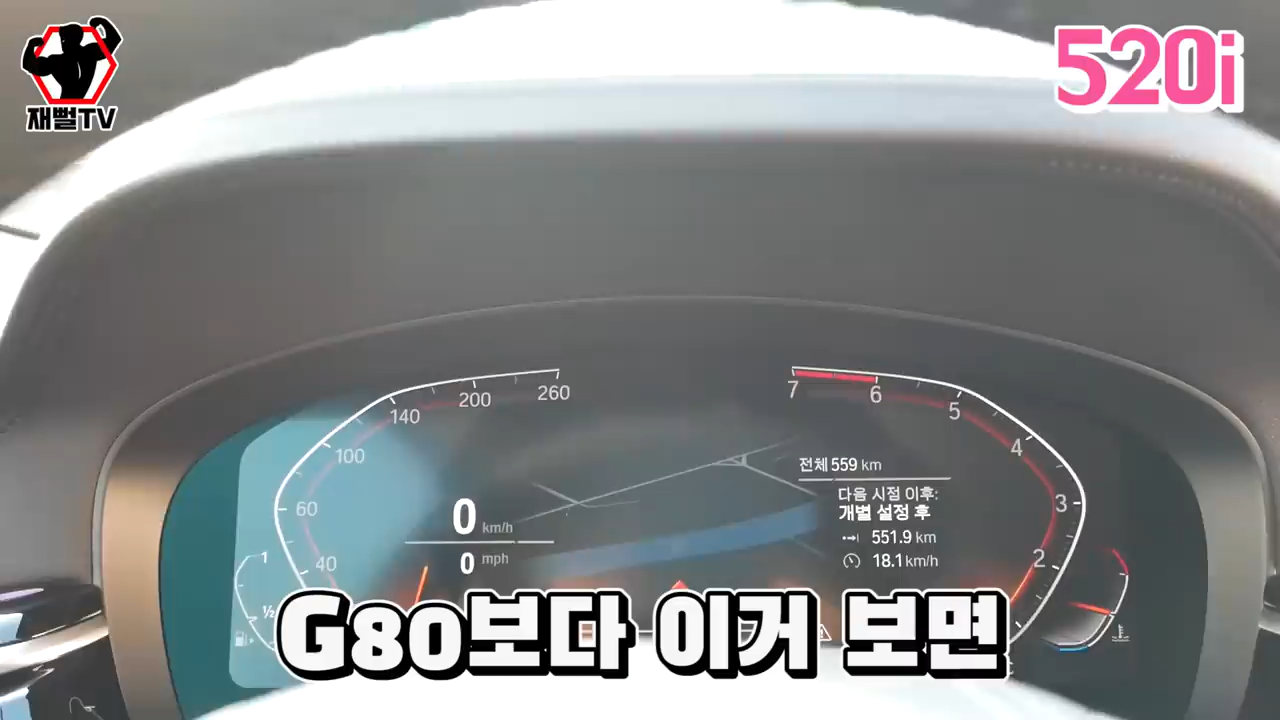 재뻘TV
520i
260
200
140
100
60
40
0 km/h
0 mph
7
6
5
4
3
2
전체 559 km
다음 시점 이후:
개별 설정 후
551.9 km
18.1 km/h
1
½
G80보다 이거 보면